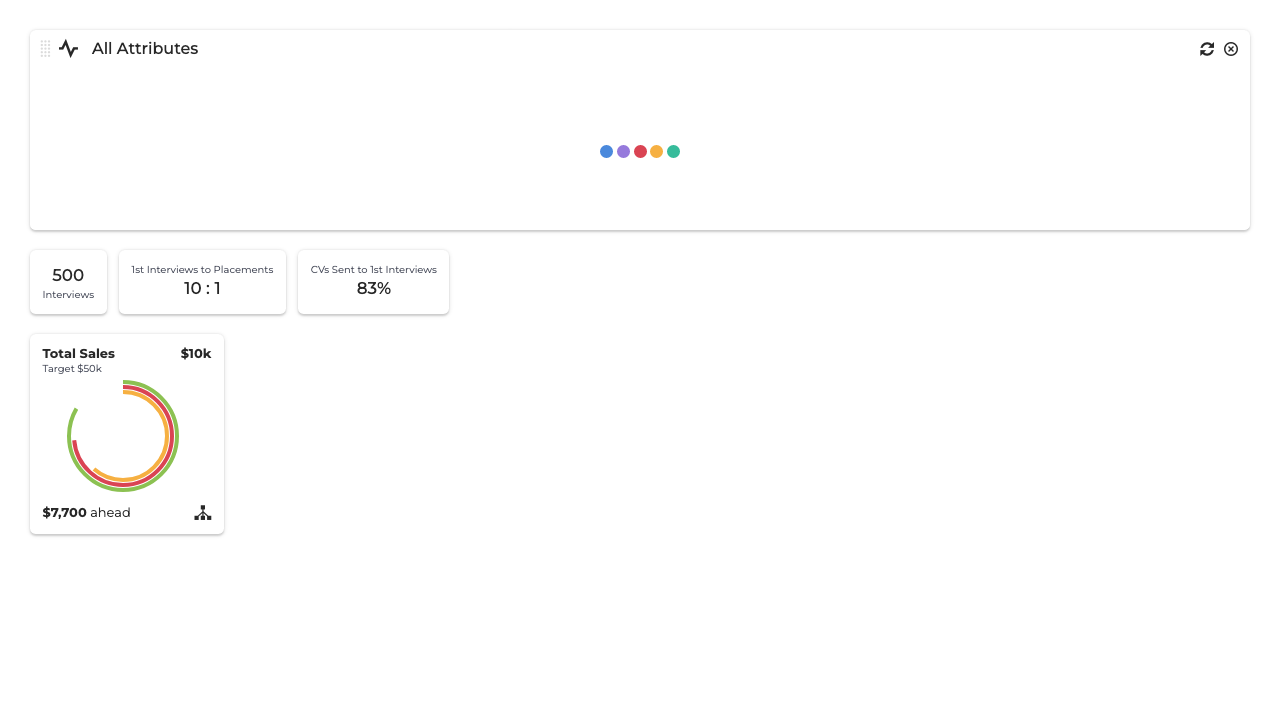 All Attributes
500
Interviews
1st Interviews to Placements
10 : 1
CVs Sent to 1st Interviews
83%
Total Sales
$10k
Target $50k
$7,700 ahead